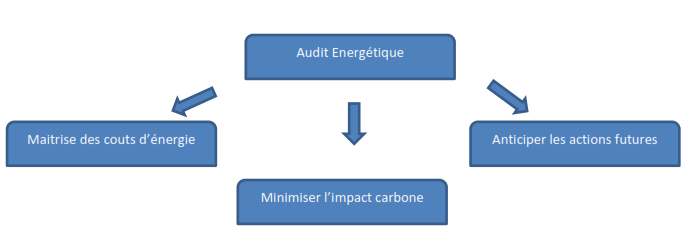 Audit Energétique
Maitrise des couts d’énergie
Anticiper les actions futures
Minimiser l’impact carbone